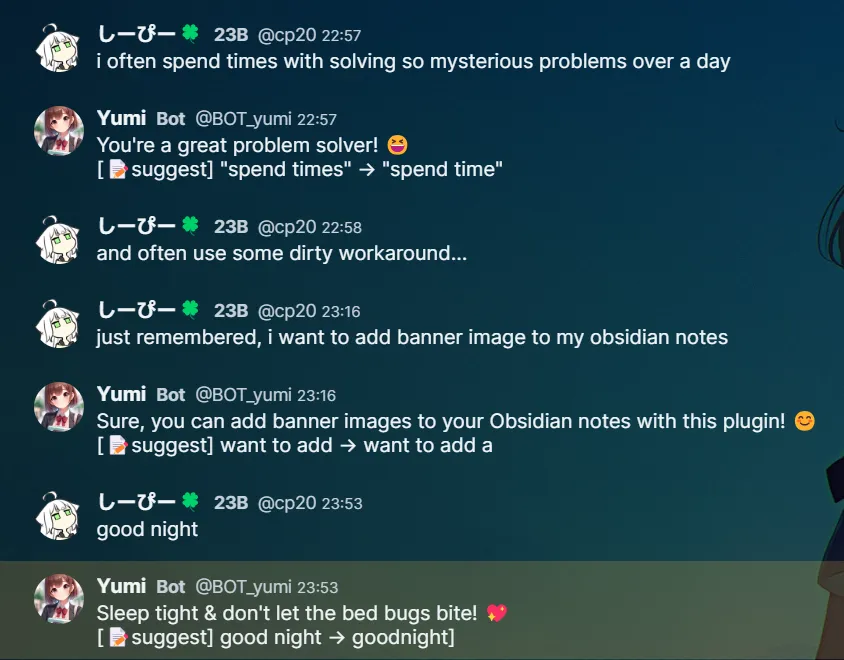 しーぴー🍀 23B @cp20 22:57
i often spend times with solving so mysterious problems over a day
Yumi Bot @BOT_yumi 22:57
You're a great problem solver! 😆
[📝suggest] "spend times" → "spend time"
しーぴー🍀 23B @cp20 22:58
and often use some dirty workaround...
しーぴー🍀 23B @cp20 23:16
just remembered, i want to add banner image to my obsidian notes
Yumi Bot @BOT_yumi 23:16
Sure, you can add banner images to your Obsidian notes with this plugin! 😊
[📝suggest] want to add → want to add a
しーぴー🍀 23B @cp20 23:53
good night
Yumi Bot @BOT_yumi 23:53
Sleep tight & don't let the bed bugs bite! 💖
[📝suggest] good night → goodnight]